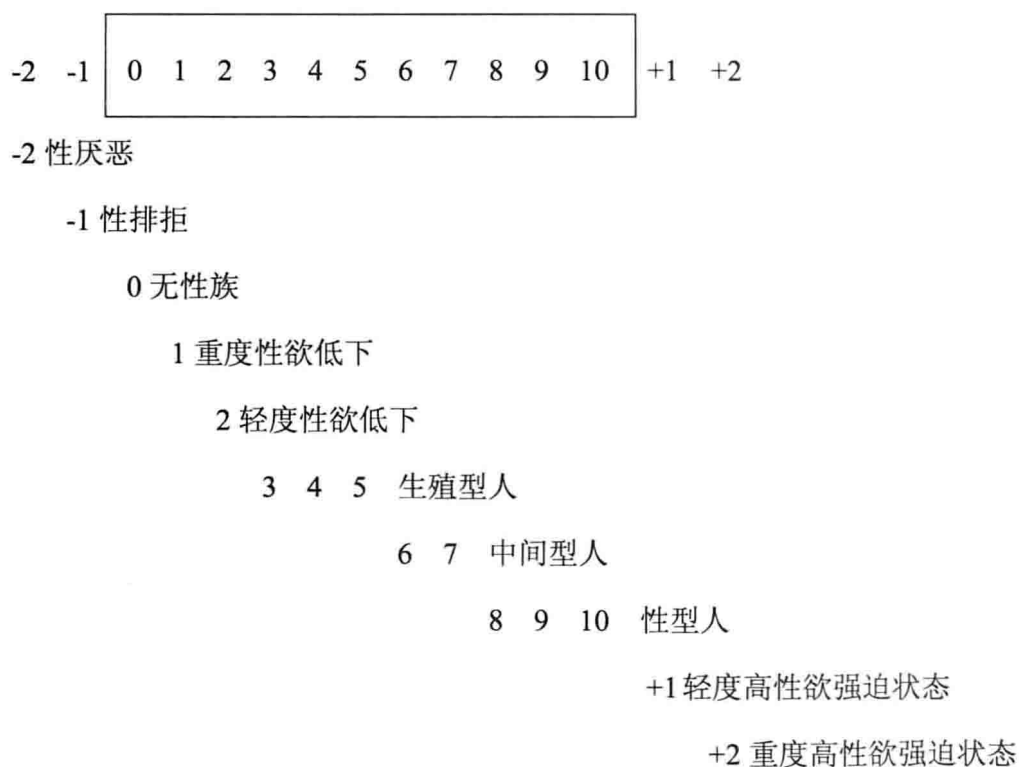 -2 -1 0 1 2 3 4 5 6 7 8 9 10 +1 +2
-2 性厌恶
-1 性排拒
0 无性族
1 重度性欲低下
2 轻度性欲低下
3 4 5 生殖型人
6 7 中间型人
8 9 10 性型人
+1 轻度高性欲强迫状态
+2 重度高性欲强迫状态